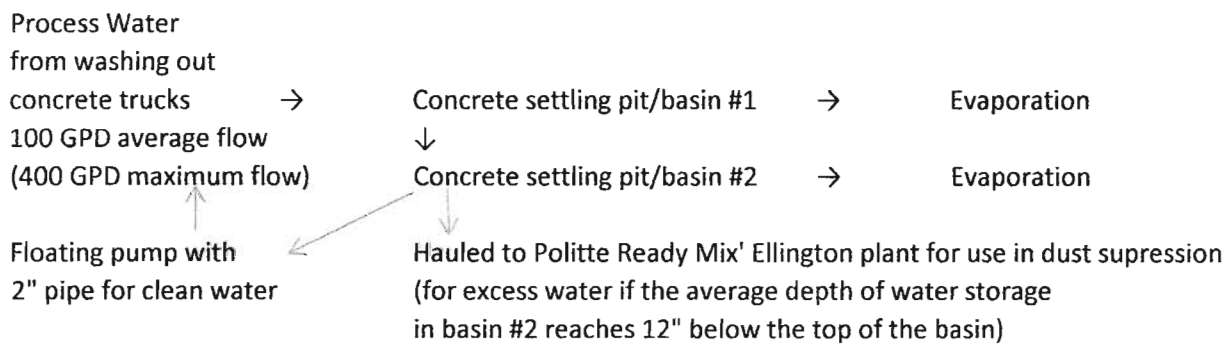 Process Water
from washing out
concrete trucks → Concrete settling pit/basin #1 → Evaporation
100 GPD average flow ↓
(400 GPD maximum flow) Concrete settling pit/basin #2 → Evaporation
Floating pump with Hauled to Politte Ready Mix' Ellington plant for use in dust supression
2" pipe for clean water (for excess water if the average depth of water storage
in basin #2 reaches 12" below the top of the basin)